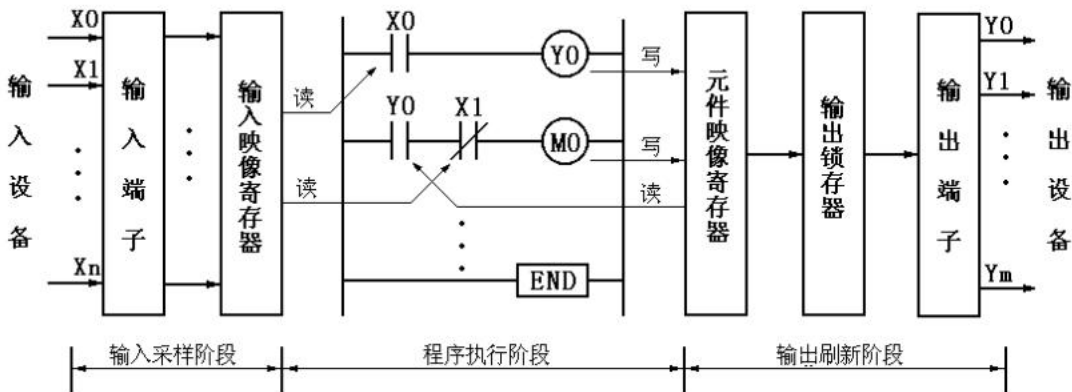 输入设备
X0
X1
Xn
输入端子
输入映像寄存器
读
读
X0
Y0
Y0
X1
M0
END
写
写
读
元件映像寄存器
输出锁存器
输出端子
Y0
Y1
Ym
输出设备
输入采样阶段
程序执行阶段
输出刷新阶段